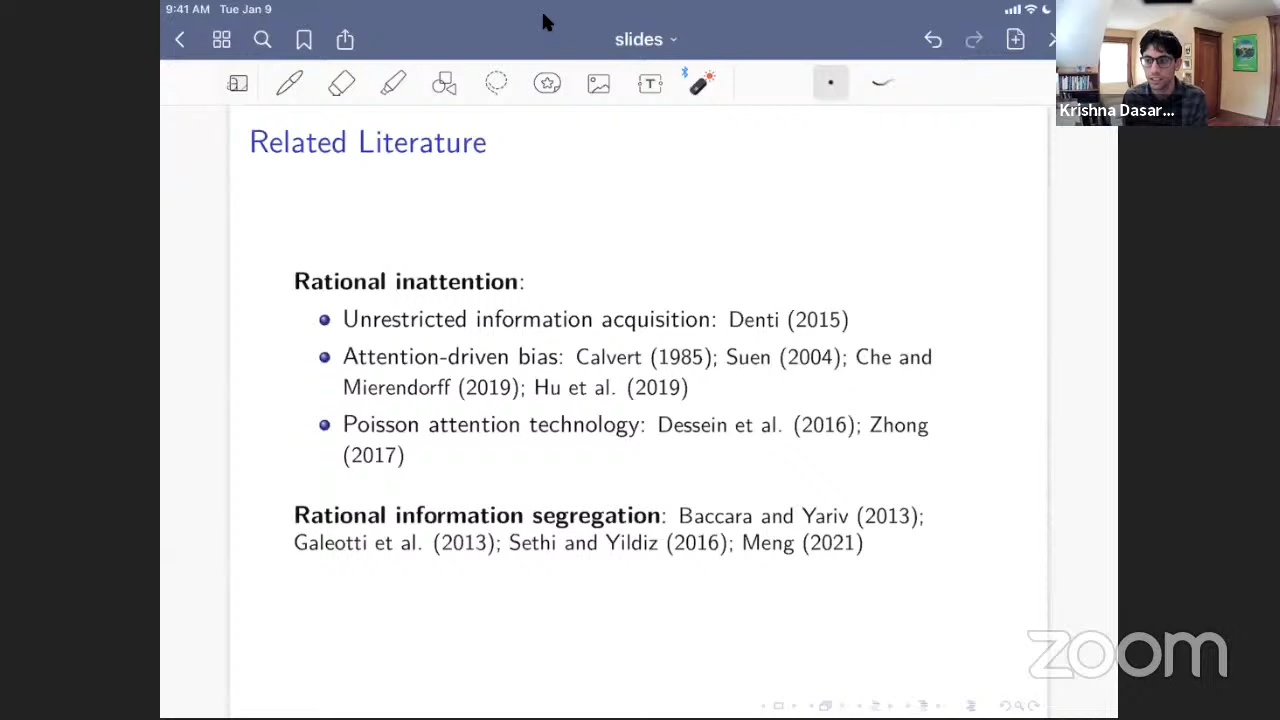 9:41 AM Tue Jan 9
slides
T
Krishna Dasar...
Related Literature
Rational inattention:
Unrestricted information acquisition: Denti (2015)
Attention-driven bias: Calvert (1985); Suen (2004); Che and
Mierendorff (2019); Hu et al. (2019)
Poisson attention technology: Dessein et al. (2016); Zhong
(2017)
Rational information segregation: Baccara and Yariv (2013);
Galeotti et al. (2013); Sethi and Yildiz (2016); Meng (2021)
zoom